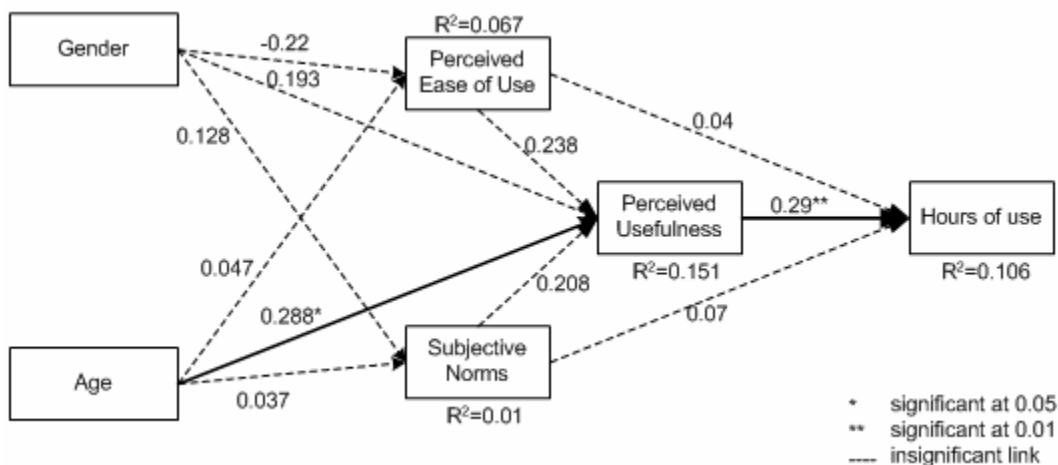 R²=0.067
Gender
-0.22
Perceived
Ease of Use
0.193
0.128
0.04
0.238
Perceived
Usefulness
0.29**
Hours of use
R²=0.151
R²=0.106
0.047
0.208
0.288*
0.07
Subjective
Norms
Age
0.037
R²=0.01
* significant at 0.05
** significant at 0.01
---- insignificant link